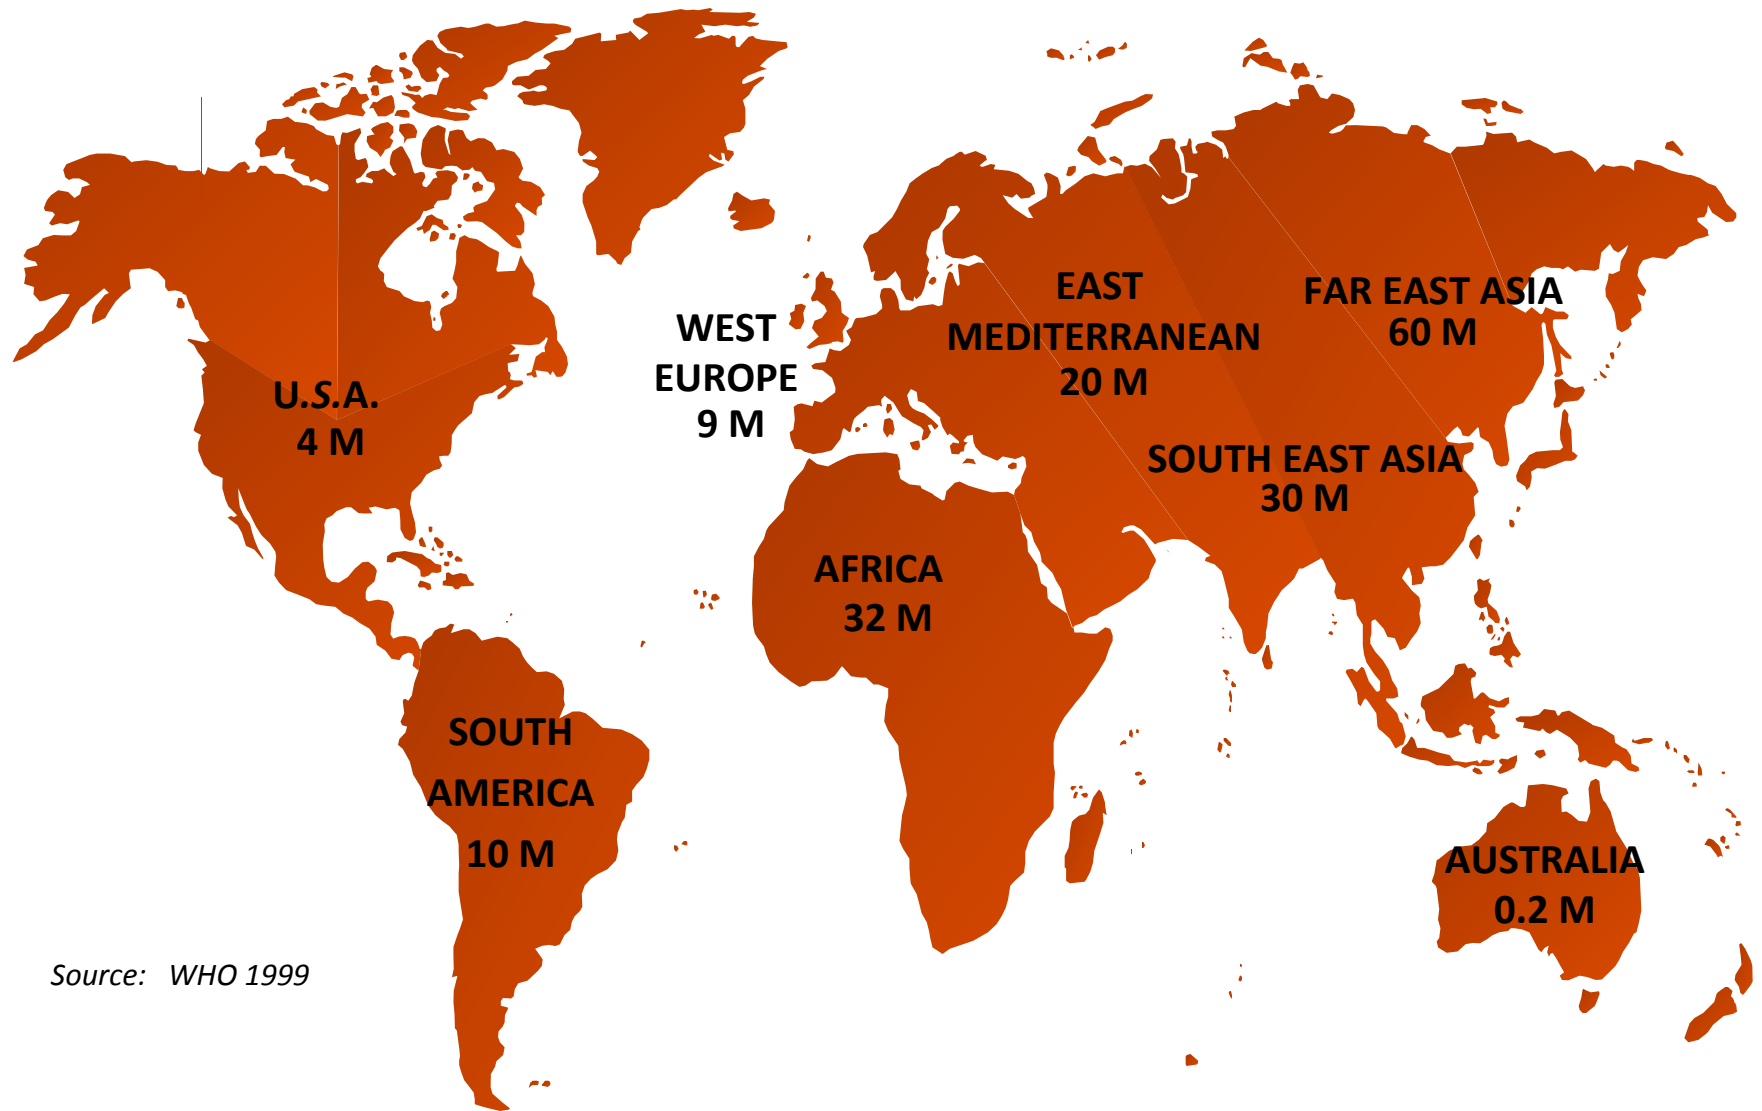 U.S.A.
4 M
WEST
EUROPE
9 M
EAST
MEDITERRANEAN
20 M
FAR EAST ASIA
60 M
SOUTH EAST ASIA
30 M
AFRICA
32 M
SOUTH
AMERICA
10 M
AUSTRALIA
0.2 M
Source: WHO 1999